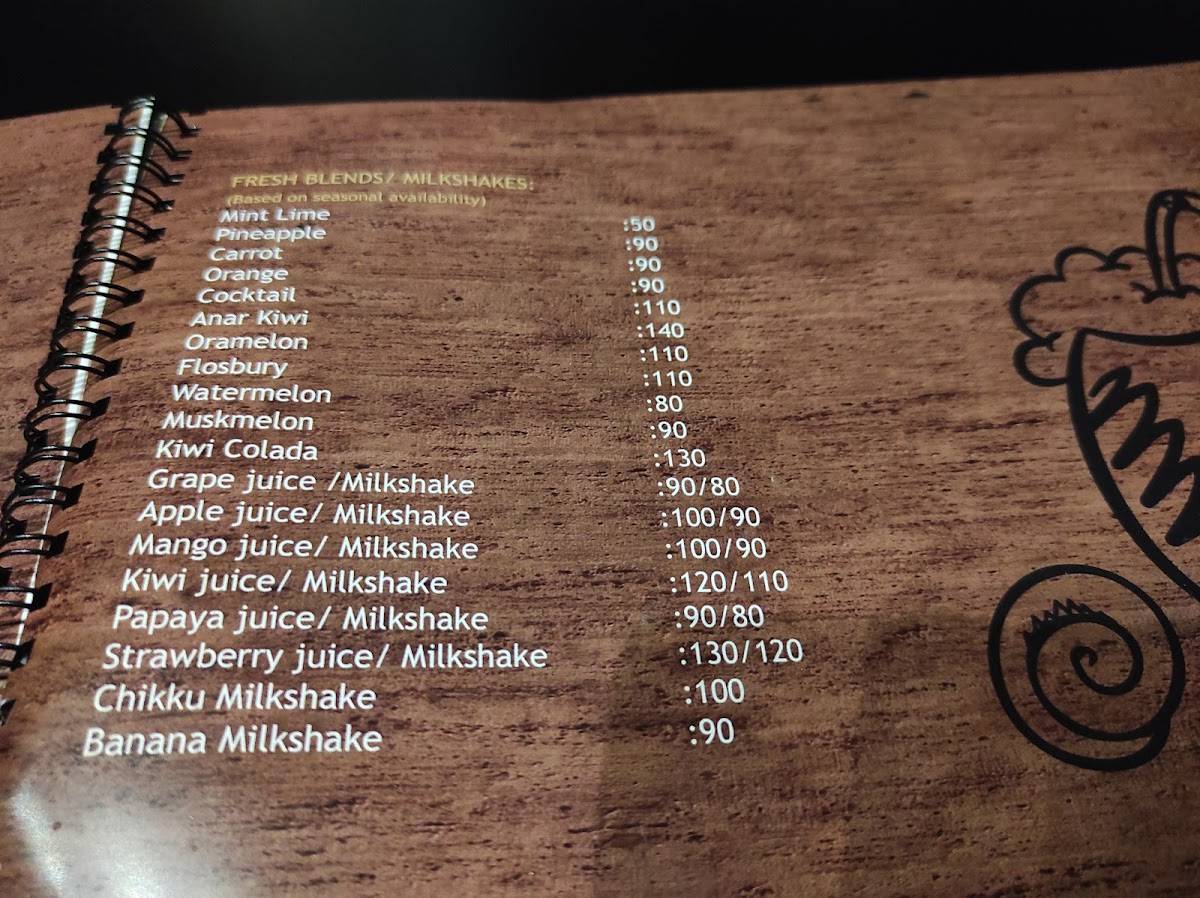 FRESH BLENDS/ MILKSHAKES:
(Based on seasonal availability)
Mint Lime :50
Pineapple :90
Carrot :90
Orange :90
Cocktail :110
Anar Kiwi :140
Oramelon :110
Flosbury :110
Watermelon :80
Muskmelon :90
Kiwi Colada :130
Grape juice /Milkshake :90/80
Apple juice/ Milkshake :100/90
Mango juice/ Milkshake :100/90
Kiwi juice/ Milkshake :120/110
Papaya juice/ Milkshake :90/80
Strawberry juice/ Milkshake :130/120
Chikku Milkshake :100
Banana Milkshake :90